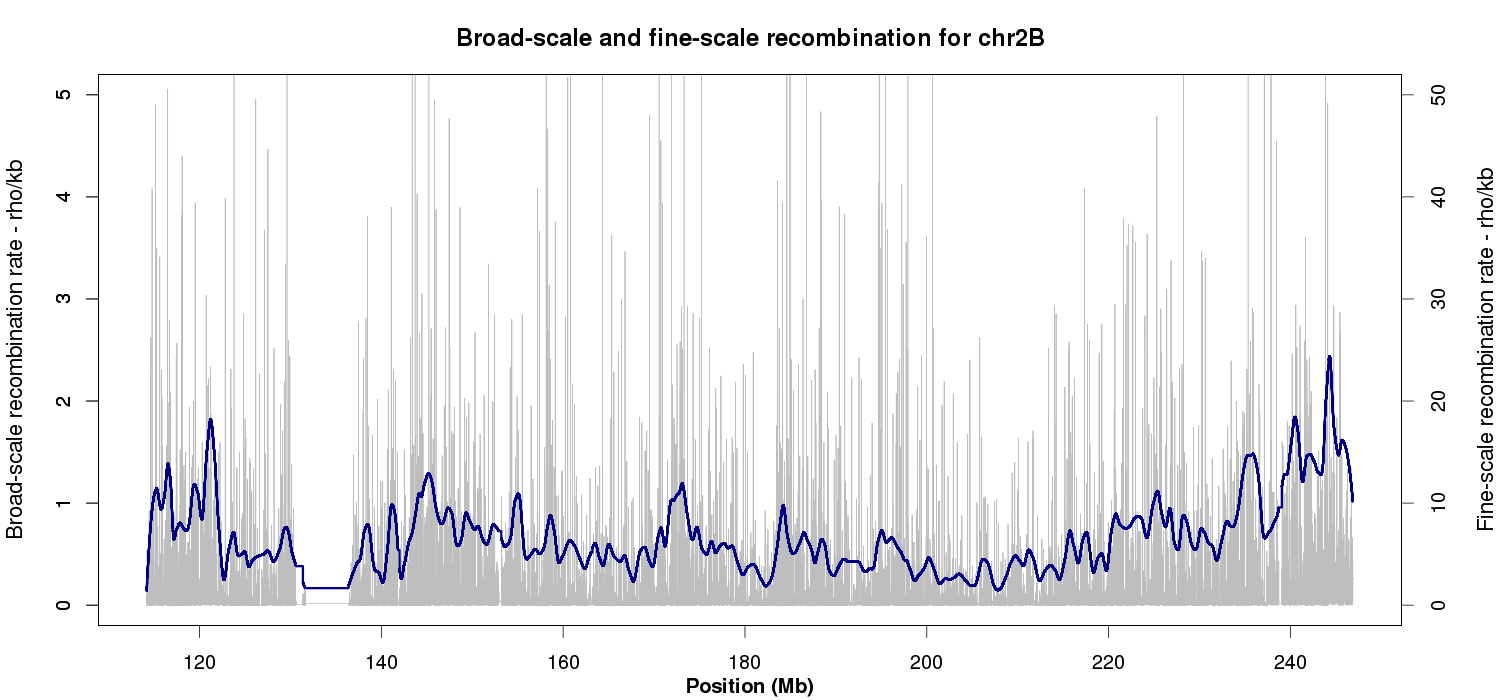 Broad-scale and fine-scale recombination for chr2B
Broad-scale recombination rate - rho/kb
5
4
3
2
1
0
50
40
30
20
10
0
Fine-scale recombination rate - rho/kb
120 140 160 180 200 220 240
Position (Mb)